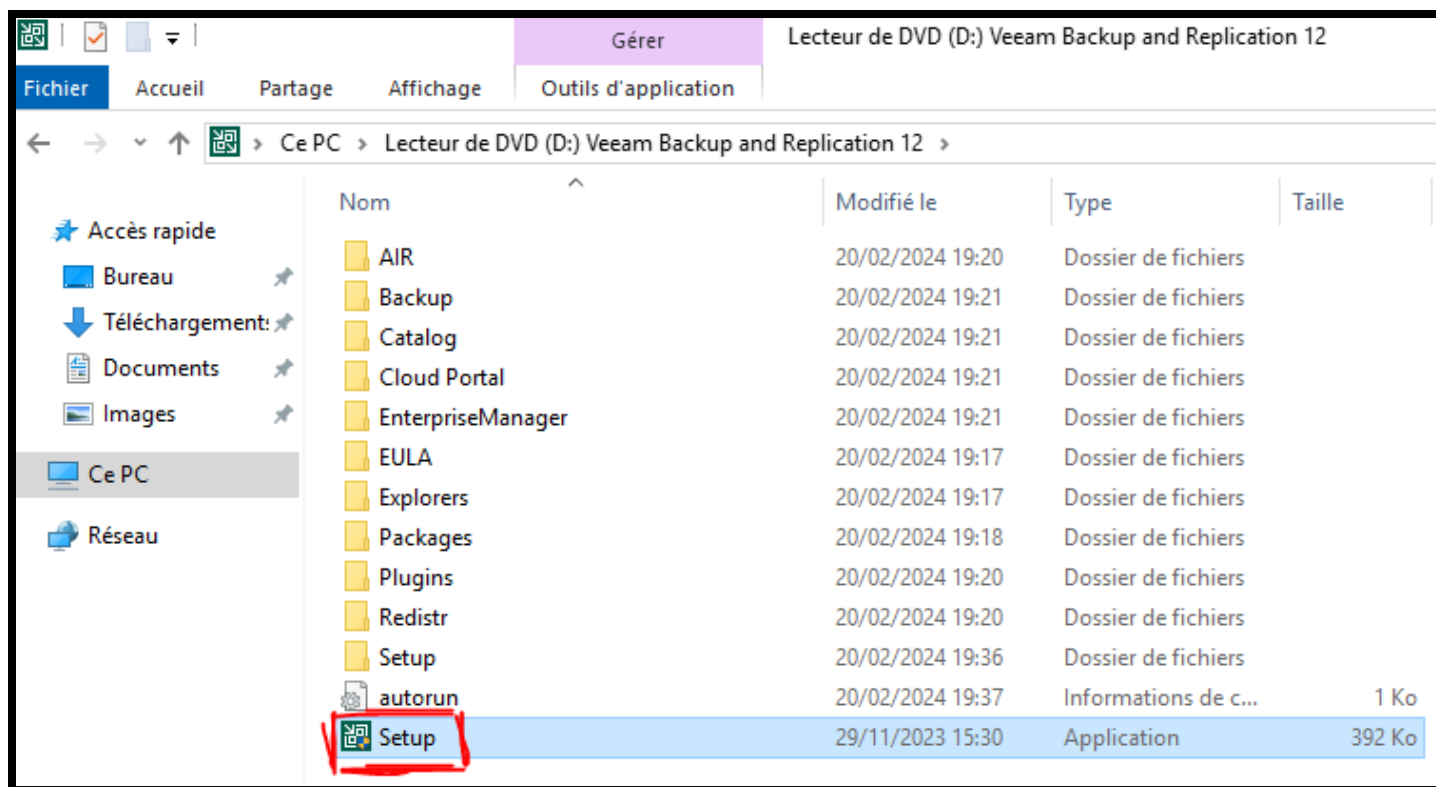 Gérer
Lecteur de DVD (D:) Veeam Backup and Replication 12
Fichier Accueil Partage Affichage Outils d'application
Ce PC > Lecteur de DVD (D:) Veeam Backup and Replication 12 >
Nom Modifié le Type Taille
Accès rapide
Bureau
Téléchargements
Documents
Images
Ce PC
Réseau
AIR 20/02/2024 19:20 Dossier de fichiers
Backup 20/02/2024 19:21 Dossier de fichiers
Catalog 20/02/2024 19:21 Dossier de fichiers
Cloud Portal 20/02/2024 19:21 Dossier de fichiers
EnterpriseManager 20/02/2024 19:21 Dossier de fichiers
EULA 20/02/2024 19:17 Dossier de fichiers
Explorers 20/02/2024 19:17 Dossier de fichiers
Packages 20/02/2024 19:18 Dossier de fichiers
Plugins 20/02/2024 19:20 Dossier de fichiers
Redistr 20/02/2024 19:20 Dossier de fichiers
Setup 20/02/2024 19:36 Dossier de fichiers
autorun 20/02/2024 19:37 Informations de c... 1 Ko
Setup 29/11/2023 15:30 Application 392 Ko